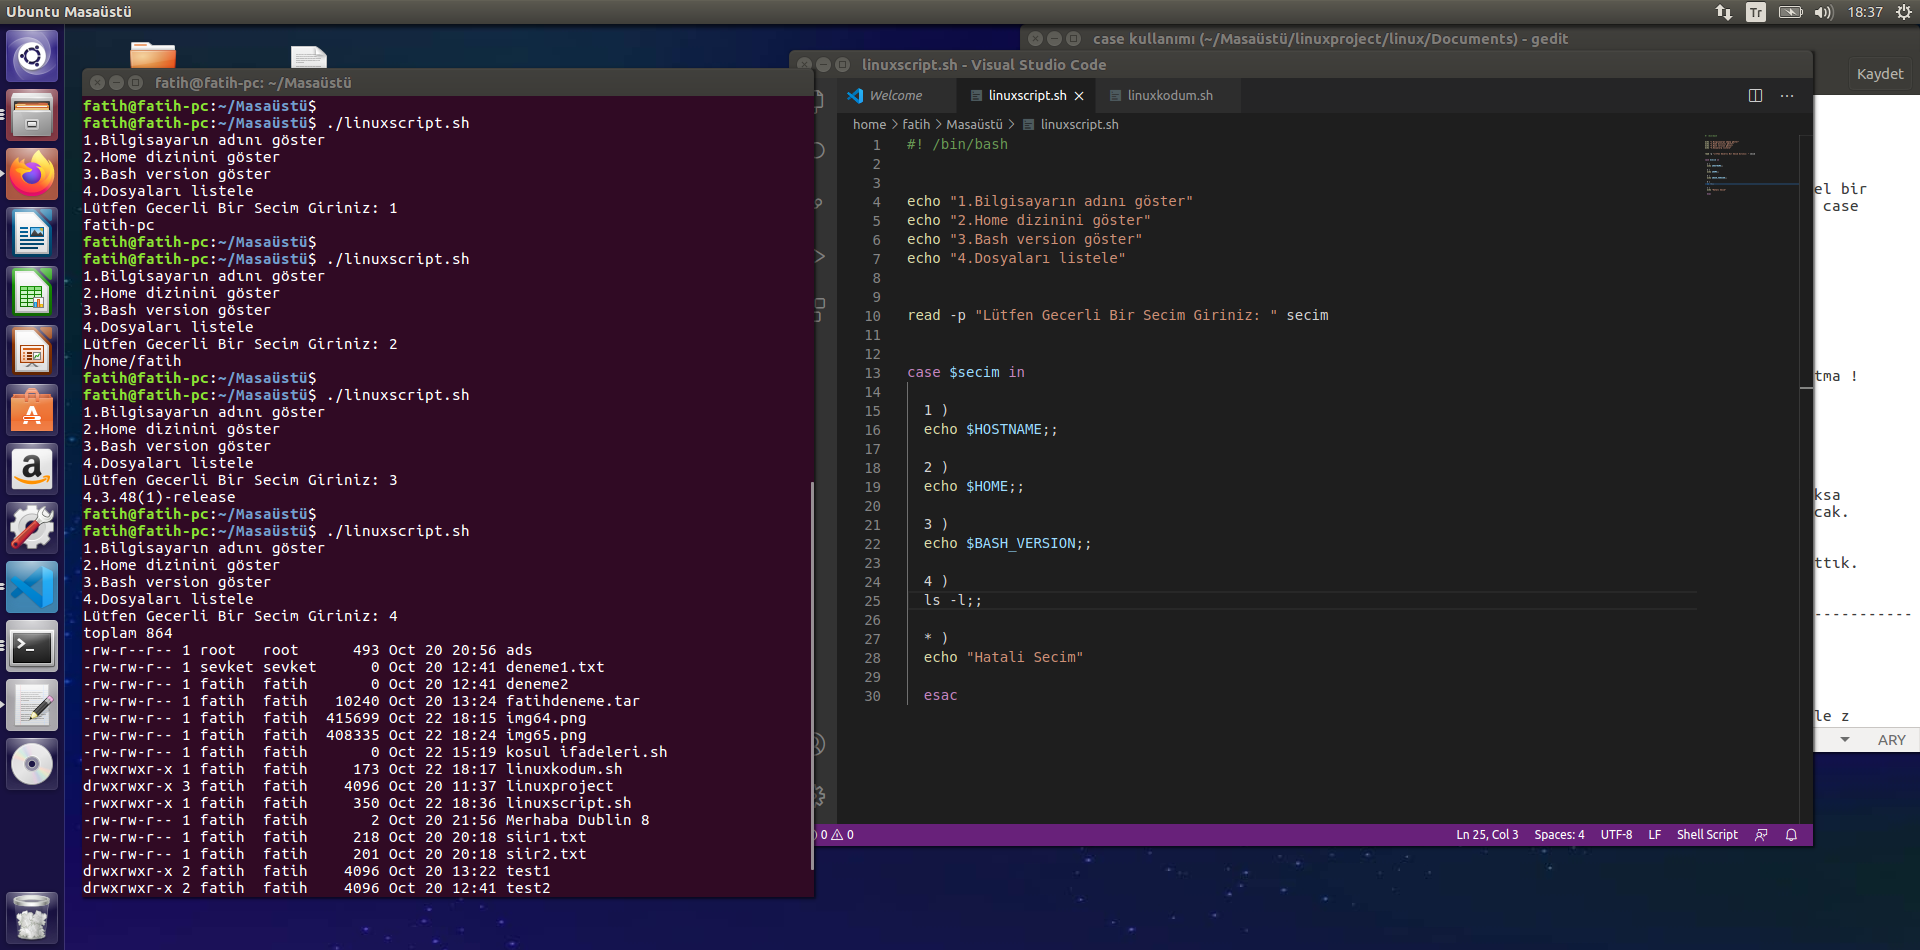 Ubuntu Masaüstü
Tr
18:37
case kullanımı (~/Masaüstü/linuxproject/linux/Documents) - gedit
Kaydet
fatih@fatih-pc: ~/Masaüstü
fatih@fatih-pc:~/Masaüstü$
fatih@fatih-pc:~/Masaüstü$ ./linuxscript.sh
1.Bilgisayarın adını göster
2.Home dizinini göster
3.Bash version göster
4.Dosyaları listele
Lütfen Gecerli Bir Secim Giriniz: 1
fatih-pc
fatih@fatih-pc:~/Masaüstü$
fatih@fatih-pc:~/Masaüstü$ ./linuxscript.sh
1.Bilgisayarın adını göster
2.Home dizinini göster
3.Bash version göster
4.Dosyaları listele
Lütfen Gecerli Bir Secim Giriniz: 2
/home/fatih
fatih@fatih-pc:~/Masaüstü$
fatih@fatih-pc:~/Masaüstü$ ./linuxscript.sh
1.Bilgisayarın adını göster
2.Home dizinini göster
3.Bash version göster
4.Dosyaları listele
Lütfen Gecerli Bir Secim Giriniz: 3
4.3.48(1)-release
fatih@fatih-pc:~/Masaüstü$
fatih@fatih-pc:~/Masaüstü$ ./linuxscript.sh
1.Bilgisayarın adını göster
2.Home dizinini göster
3.Bash version göster
4.Dosyaları listele
Lütfen Gecerli Bir Secim Giriniz: 4
toplam 864
-rw-r--r-- 1 root   root      493 Oct 20 20:56 ads
-rw-rw-r-- 1 sevket sevket      0 Oct 20 12:41 deneme1.txt
-rw-rw-r-- 1 fatih  fatih       0 Oct 20 12:41 deneme2
-rw-rw-r-- 1 fatih  fatih   10240 Oct 20 13:24 fatihdeneme.tar
-rw-rw-r-- 1 fatih  fatih  415699 Oct 22 18:15 img64.png
-rw-rw-r-- 1 fatih  fatih  408335 Oct 22 18:24 img65.png
-rw-rw-r-- 1 fatih  fatih       0 Oct 22 15:19 kosul ifadeleri.sh
-rwxrwxr-x 1 fatih  fatih     173 Oct 22 18:17 linuxkodum.sh
drwxrwxr-x 3 fatih  fatih    4096 Oct 20 11:37 linuxproject
-rwxrwxr-x 1 fatih  fatih     350 Oct 22 18:36 linuxscript.sh
-rw-rw-r-- 1 fatih  fatih       2 Oct 20 21:56 Merhaba Dublin 8
-rw-rw-r-- 1 fatih  fatih     218 Oct 20 20:18 siir1.txt
-rw-rw-r-- 1 fatih  fatih     201 Oct 20 20:18 siir2.txt
drwxrwxr-x 2 fatih  fatih    4096 Oct 20 13:22 test1
drwxrwxr-x 2 fatih  fatih    4096 Oct 20 12:41 test2
linuxscript.sh - Visual Studio Code
Welcome linuxscript.sh linuxkodum.sh
home > fatih > Masaüstü > linuxscript.sh
1 #! /bin/bash
2
3
4 echo "1.Bilgisayarın adını göster"
5 echo "2.Home dizinini göster"
6 echo "3.Bash version göster"
7 echo "4.Dosyaları listele"
8
9
10 read -p "Lütfen Gecerli Bir Secim Giriniz: " secim
11
12
13 case $secim in
14
15 1 )
16 echo $HOSTNAME;;
17
18 2 )
19 echo $HOME;;
20
21 3 )
22 echo $BASH_VERSION;;
23
24 4 )
25 ls -l;;
26
27 * )
28 echo "Hatali Secim"
29
30 esac
0 0 Ln 25, Col 3 Spaces: 4 UTF-8 LF Shell Script
el bir
case
tma !
ksa
cak.
ttık.
------------
le z
ARY